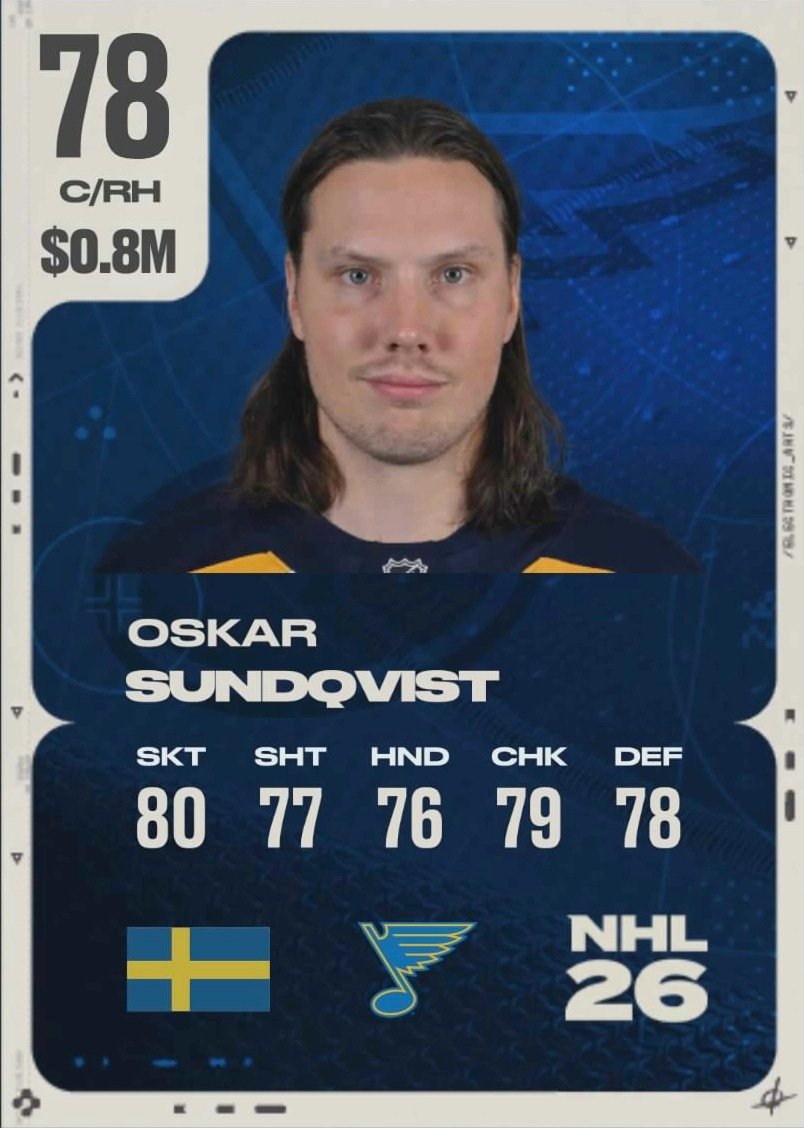 78
C/RH
$0.8M
OSKAR
SUNDQVIST
SKT SHT HND CHK DEF
80 77 76 79 78
NHL
26